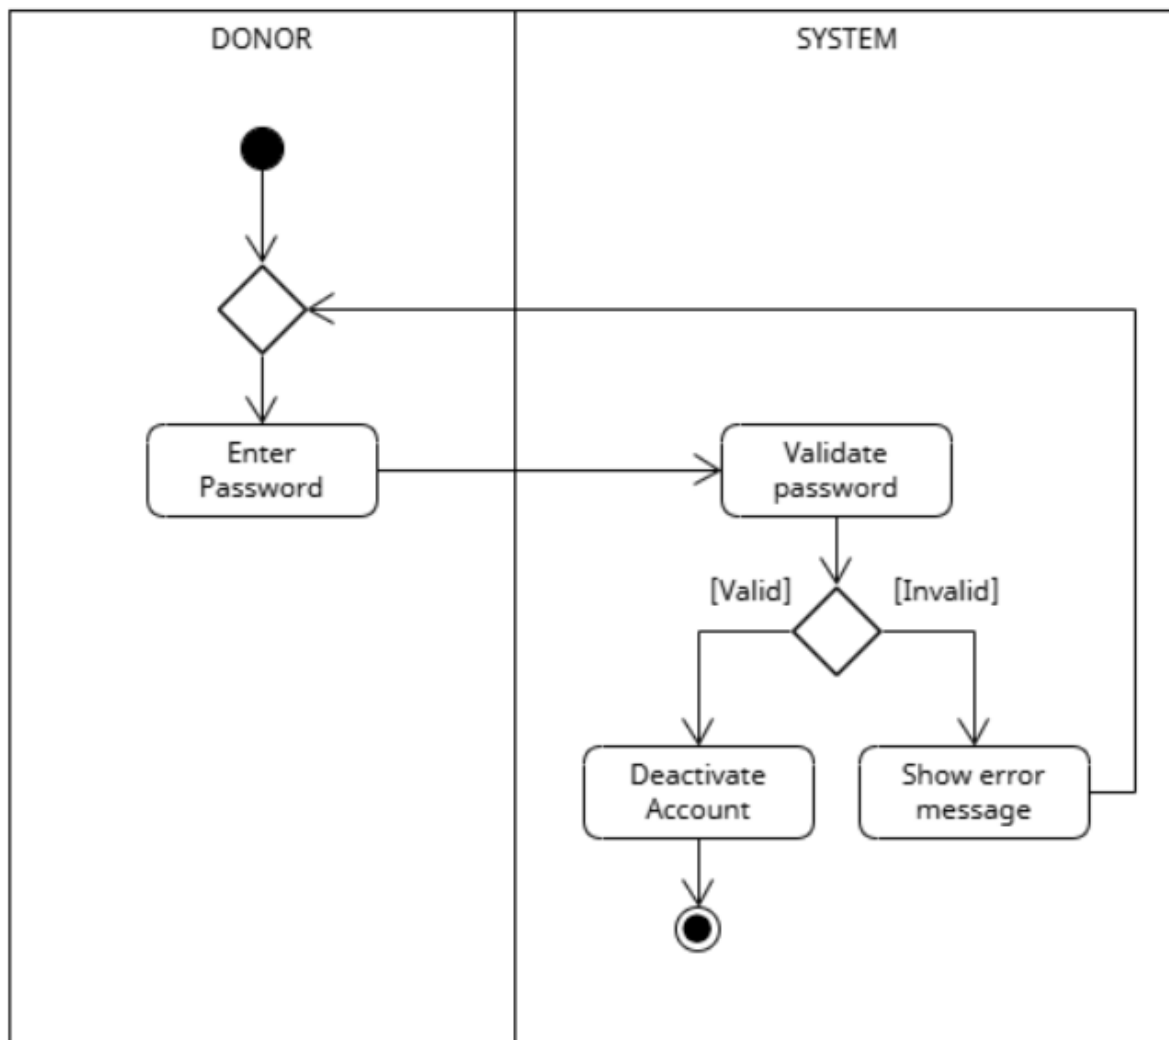 DONOR
SYSTEM
Enter
Password
Validate
password
[Valid]
[Invalid]
Deactivate
Account
Show error
message